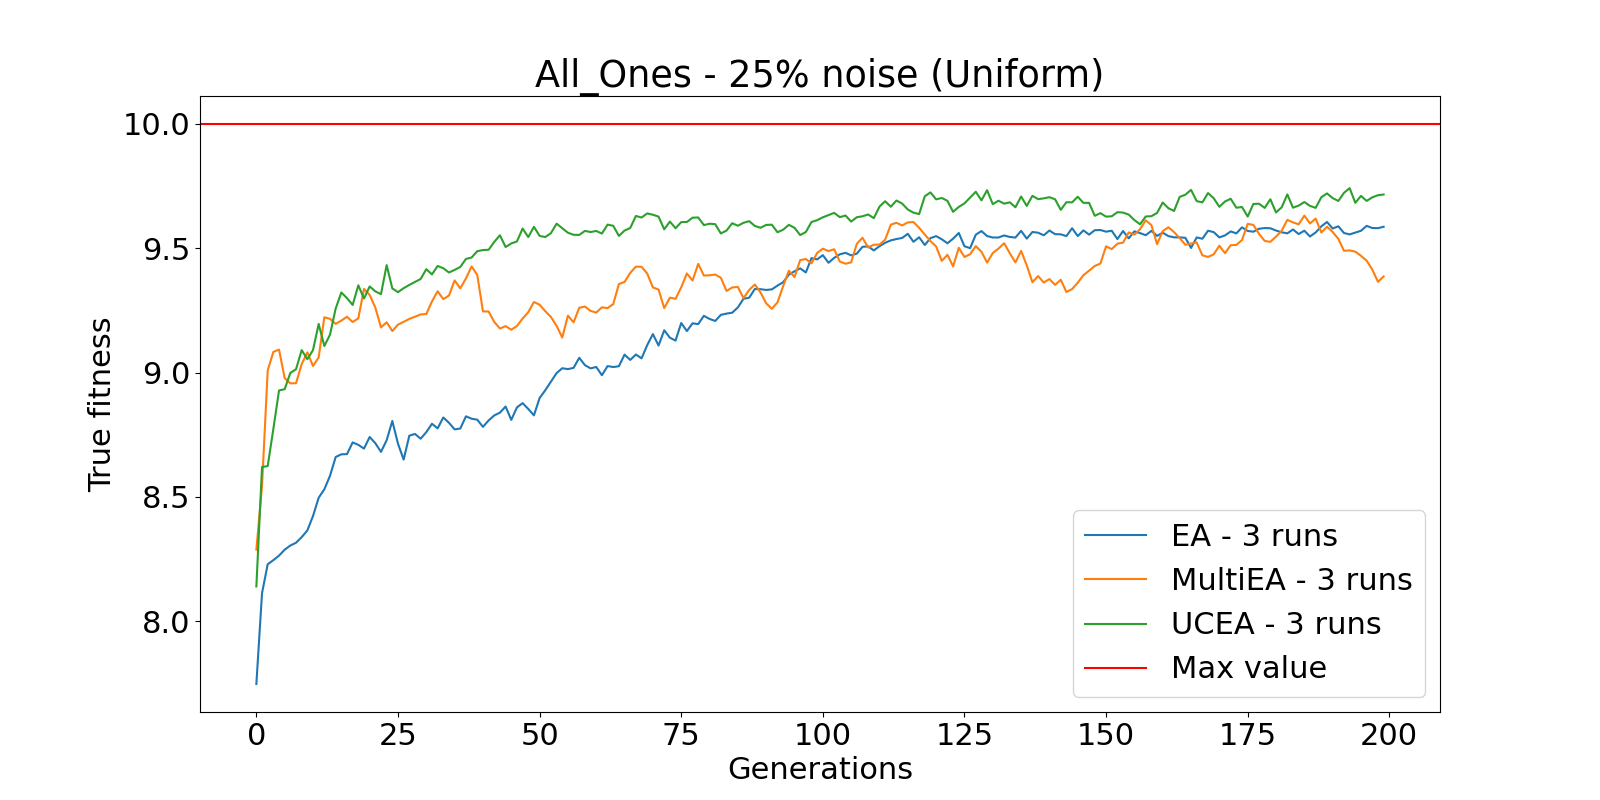 All_Ones - 25% noise (Uniform)
10.0
9.5
9.0
8.5
8.0
True fitness
EA - 3 runs
MultiEA - 3 runs
UCEA - 3 runs
Max value
0 25 50 75 100 125 150 175 200
Generations